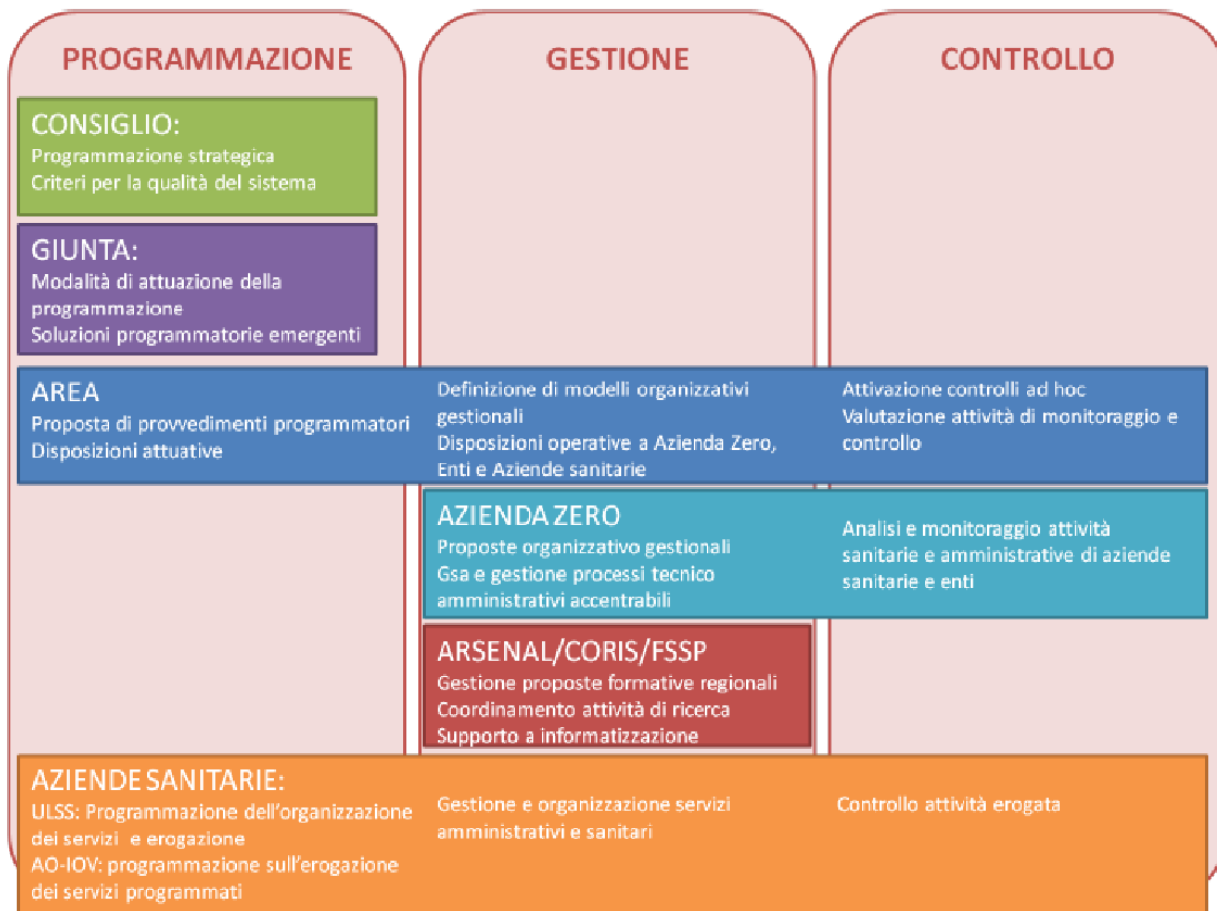 PROGRAMMAZIONE
GESTIONE
CONTROLLO
CONSIGLIO:
Programmazione strategica
Criteri per la qualità del sistema
GIUNTA:
Modalità di attuazione della
programmazione
Soluzioni programmatorie emergenti
AREA
Proposta di provvedimenti programmatori
Disposizioni attuative
Definizione di modelli organizzativi
gestionali
Disposizioni operative a Azienda Zero,
Enti e Aziende sanitarie
Attivazione controlli ad hoc
Valutazione attività di monitoraggio e
controllo
AZIENDA ZERO
Proposte organizzativo gestionali
Gsa e gestione processi tecnico
amministrativi accentrabili
Analisi e monitoraggio attività
sanitarie e amministrative di aziende
sanitarie e enti
ARSENAL/CORIS/FSSP
Gestione proposte formative regionali
Coordinamento attività di ricerca
Supporto a informatizzazione
AZIENDE SANITARIE:
ULSS: Programmazione dell'organizzazione
dei servizi e erogazione
AO-IOV: programmazione sull'erogazione
dei servizi programmati
Gestione e organizzazione servizi
amministrativi e sanitari
Controllo attività erogata